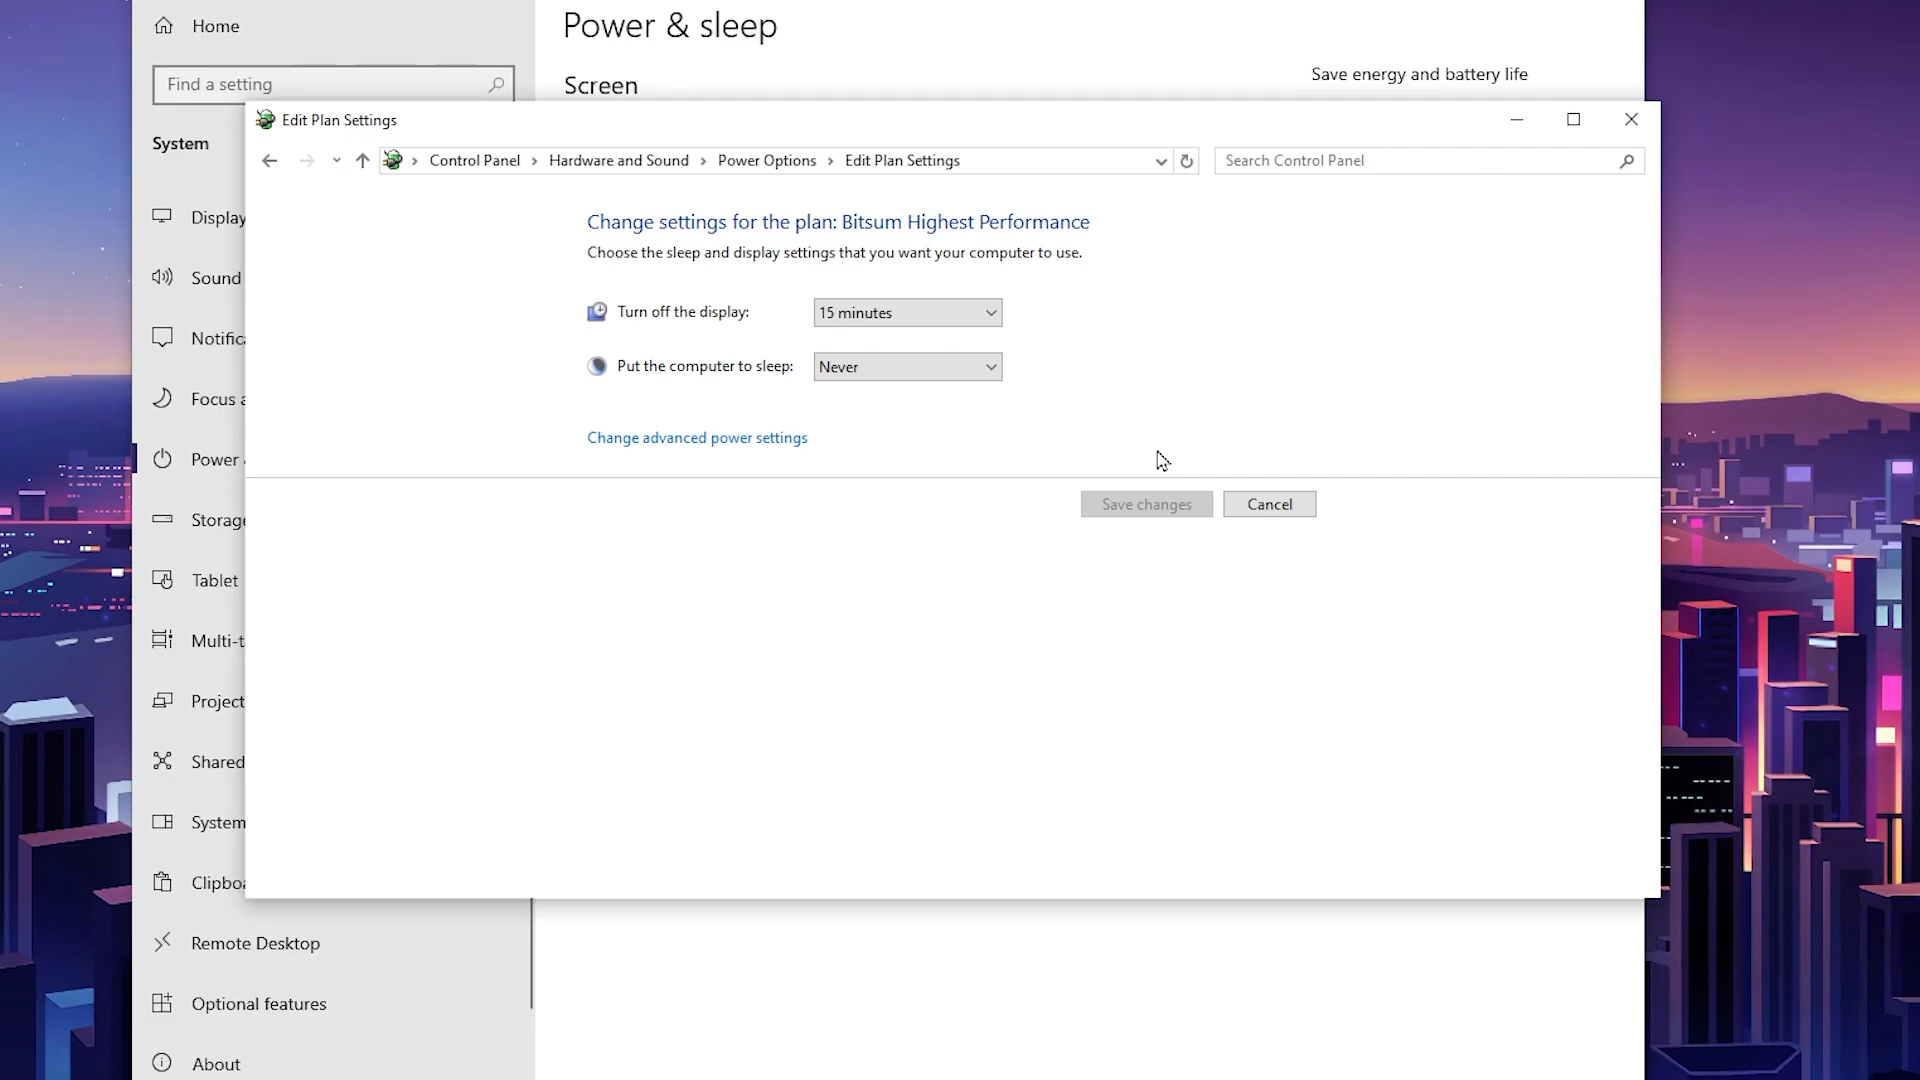 Home
Power & sleep
Find a setting
Screen
Save energy and battery life
Edit Plan Settings
System
Control Panel > Hardware and Sound > Power Options > Edit Plan Settings
Search Control Panel
Change settings for the plan: Bitsum Highest Performance
Choose the sleep and display settings that you want your computer to use.
Turn off the display: 15 minutes
Put the computer to sleep: Never
Change advanced power settings
Save changes
Cancel
Display
Sound
Notifica
Focus a
Power
Storage
Tablet
Multi-t
Project
Shared
System
Clipboa
Remote Desktop
Optional features
About